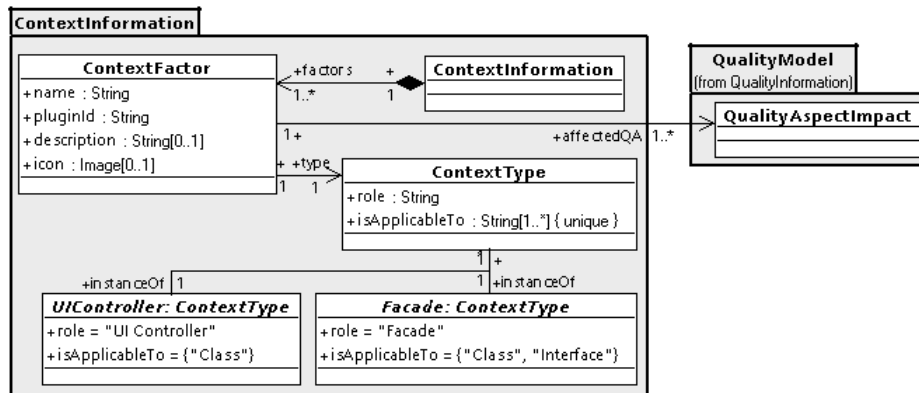 ContextInformation
ContextFactor
+name : String
+pluginId : String
+description : String[0..1]
+icon : Image[0..1]
+factors
+
1..*
1
ContextInformation
QualityModel
(from QualityInformation)
QualityAspectImpact
1 +
+affectedQA
1..*
+
+type
1
1
ContextType
+role : String
+isApplicableTo : String[1..*] { unique }
1
+
+instanceOf
1
1
+instanceOf
UIController: ContextType
+role = "UI Controller"
+isApplicableTo = {"Class"}
Facade: ContextType
+role = "Facade"
+isApplicableTo = {"Class", "Interface"}